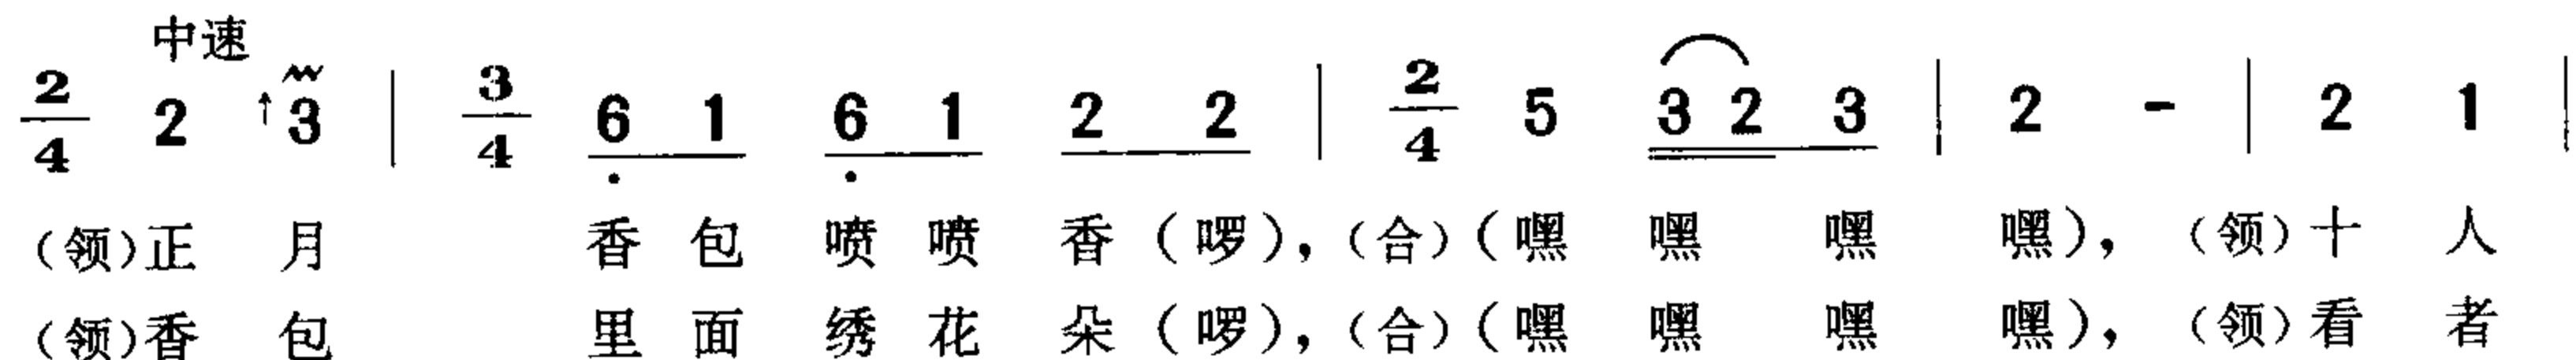 中速
2/4 2 ↑3 | 3/4 6 1 6 1 2 2 | 2/4 5 3 2 3 | 2 - | 2 1 |
(领)正 月 香 包 喷 喷 香(啰),(合)(嘿 嘿 嘿 嘿),(领)十 人
(领)香 包 里 面 绣 花 朵(啰),(合)(嘿 嘿 嘿 嘿),(领)看 者